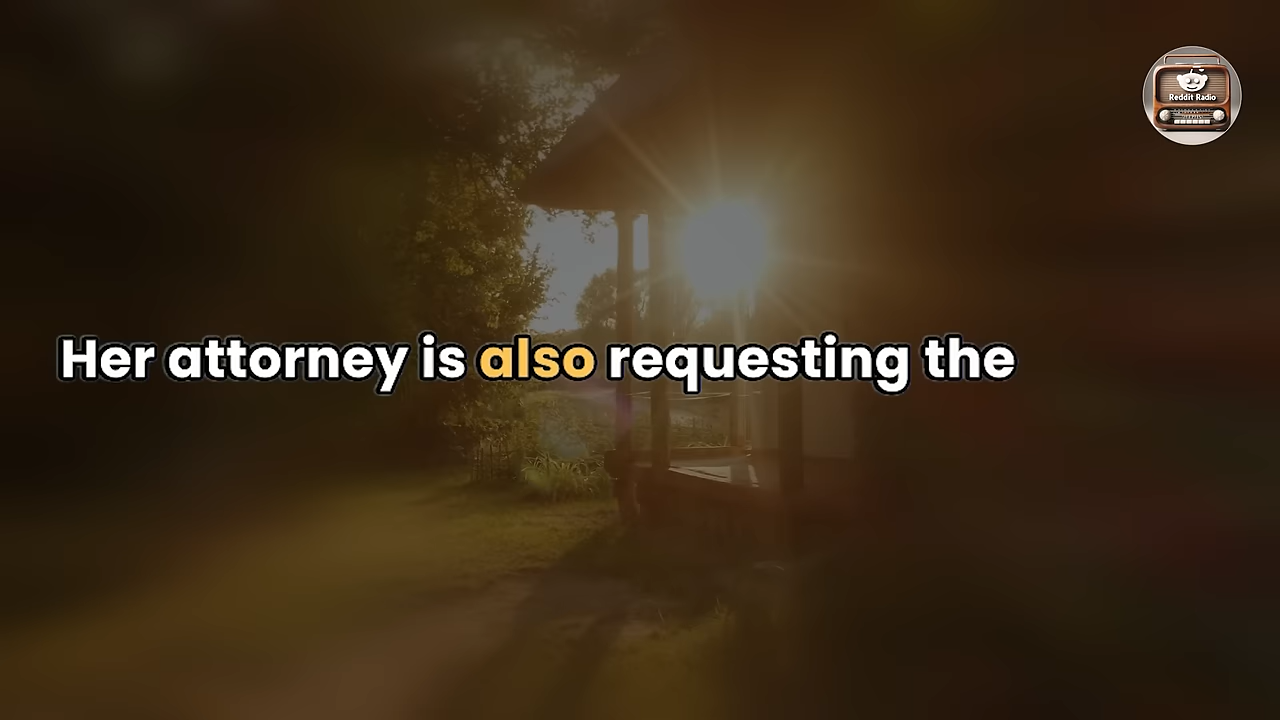 Reddit Radio
Her attorney is also requesting the